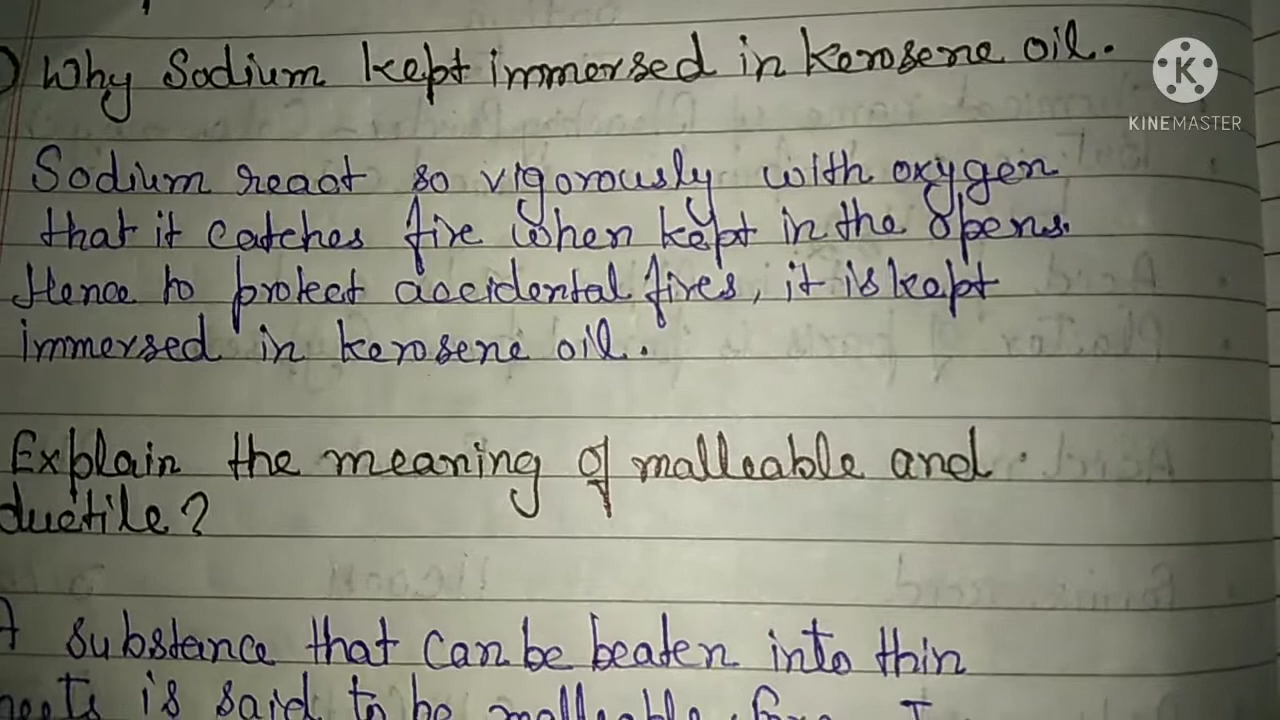 ) Why Sodium kept immersed in kerosene oil.
KINEMASTER
Sodium react so vigorously with oxygen
that it catches fire when kept in the opens.
Hence to protect accidental fires, it is kept
immersed in kerosene oil.
Explain the meaning of malleable and
ductile?
A substance that can be beaten into thin
is said to be malleable.